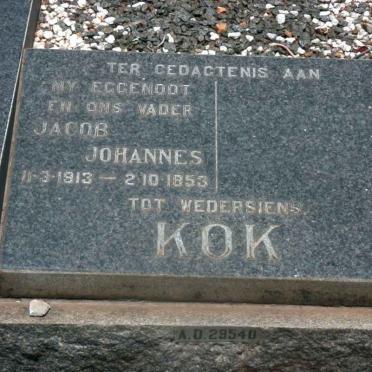 TER GEDACTENIS AAN
MY EGGENOOT
EN ONS VADER
JACOB
JOHANNES
11-3-1913 — 2-10-1953
TOT WEDERSIENS
KOK
A.D. 29540